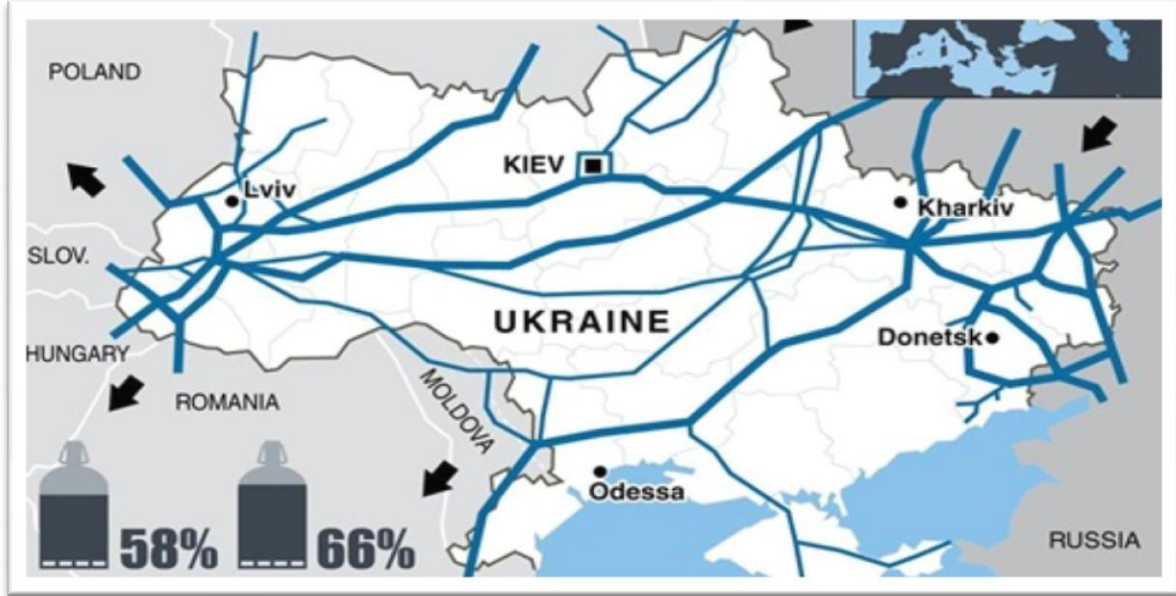 POLAND
KIEV
Lviv
Kharkiv
SLOV.
UKRAINE
Donetsk
HUNGARY
MOLDOVA
ROMANIA
Odessa
58%
66%
RUSSIA